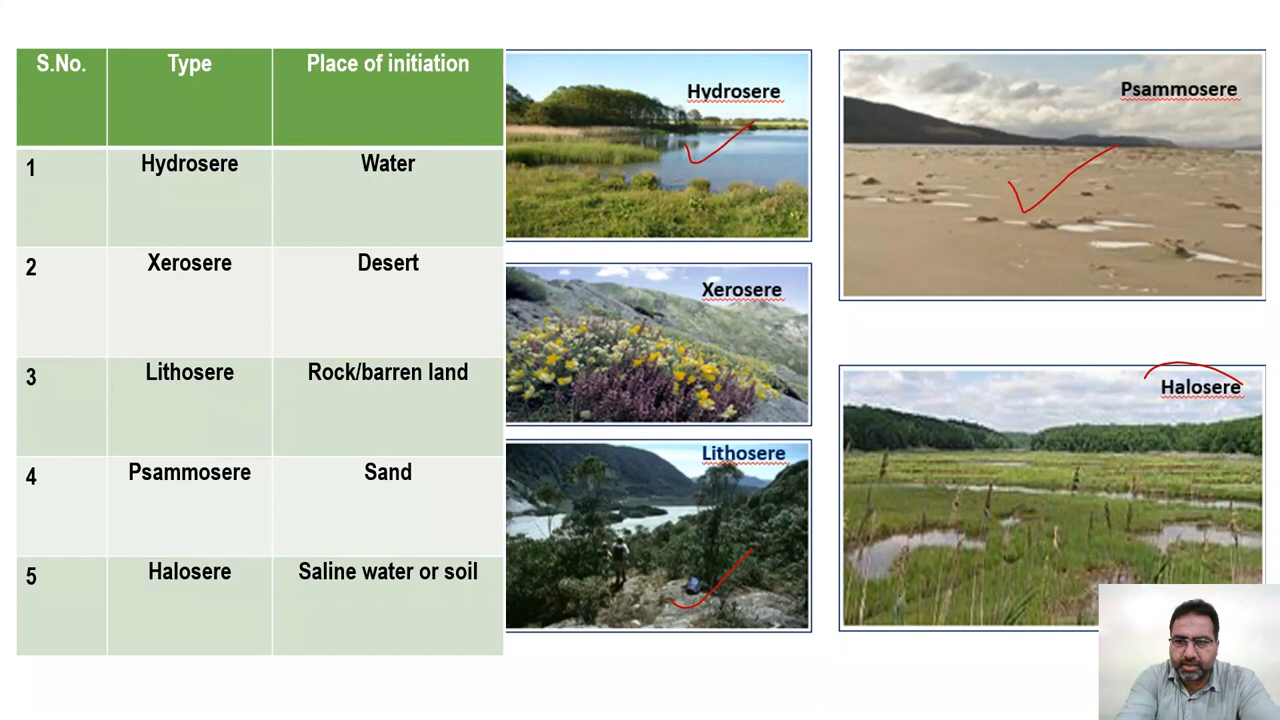 S.No. Type Place of initiation
1 Hydrosere Water
2 Xerosere Desert
3 Lithosere Rock/barren land
4 Psammosere Sand
5 Halosere Saline water or soil
Hydrosere
Xerosere
Lithosere
Psammosere
Halosere